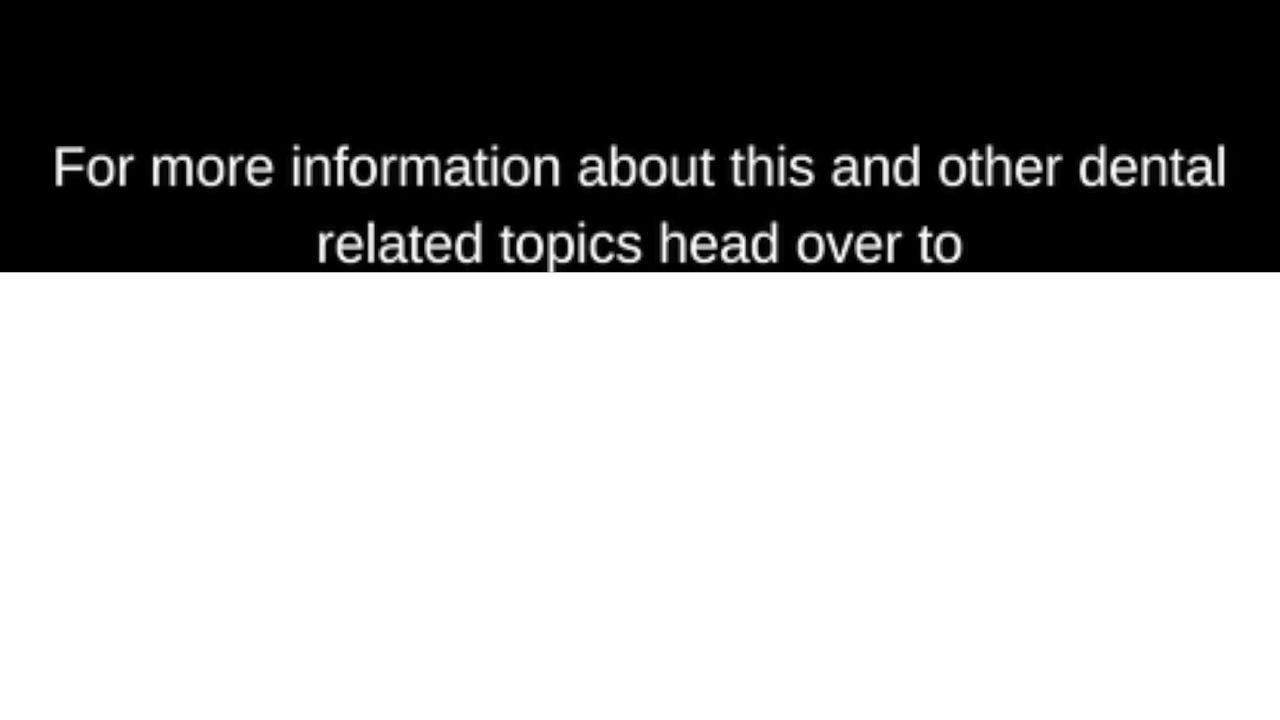 For more information about this and other dental
related topics head over to